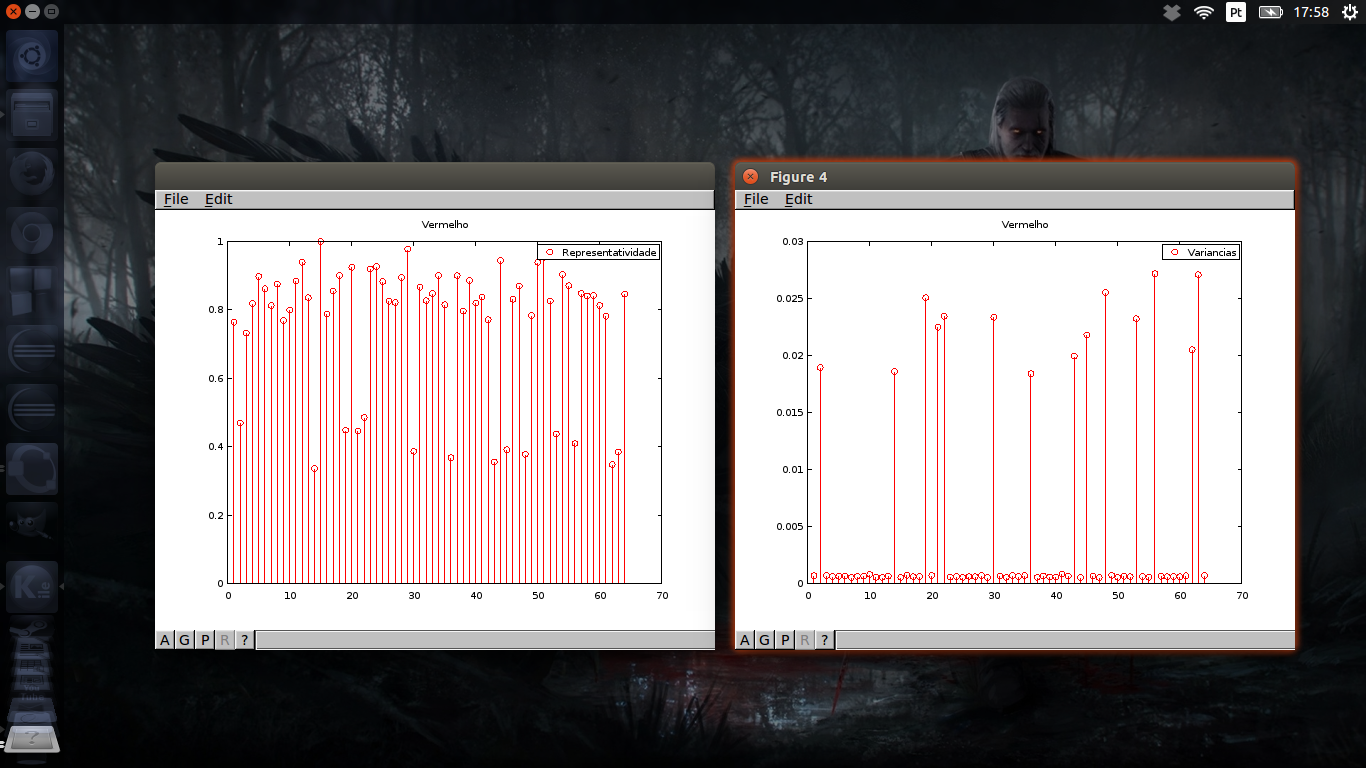 Pt 17:58
Figure 4
File Edit
File Edit
Vermelho
Representatividade
1
0.8
0.6
0.4
0.2
0
0 10 20 30 40 50 60 70
A G P R ?
Vermelho
Variancias
0.03
0.025
0.02
0.015
0.01
0.005
0
0 10 20 30 40 50 60 70
A G P R ?